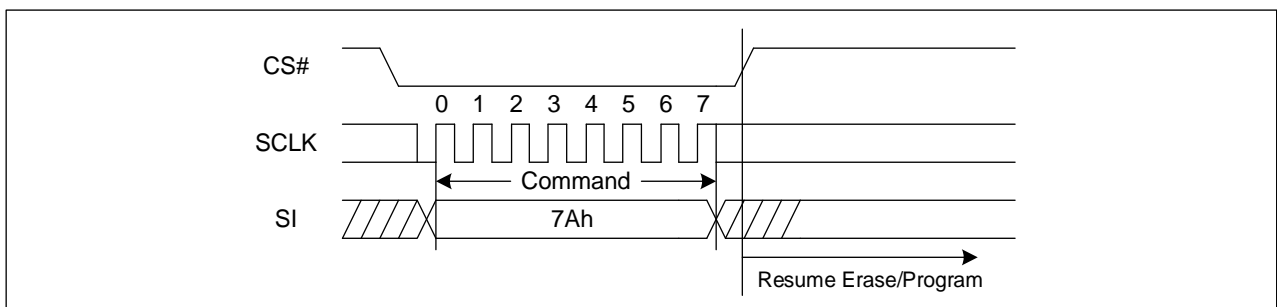 CS#
0 1 2 3 4 5 6 7
SCLK
Command
SI
7Ah
Resume Erase/Program